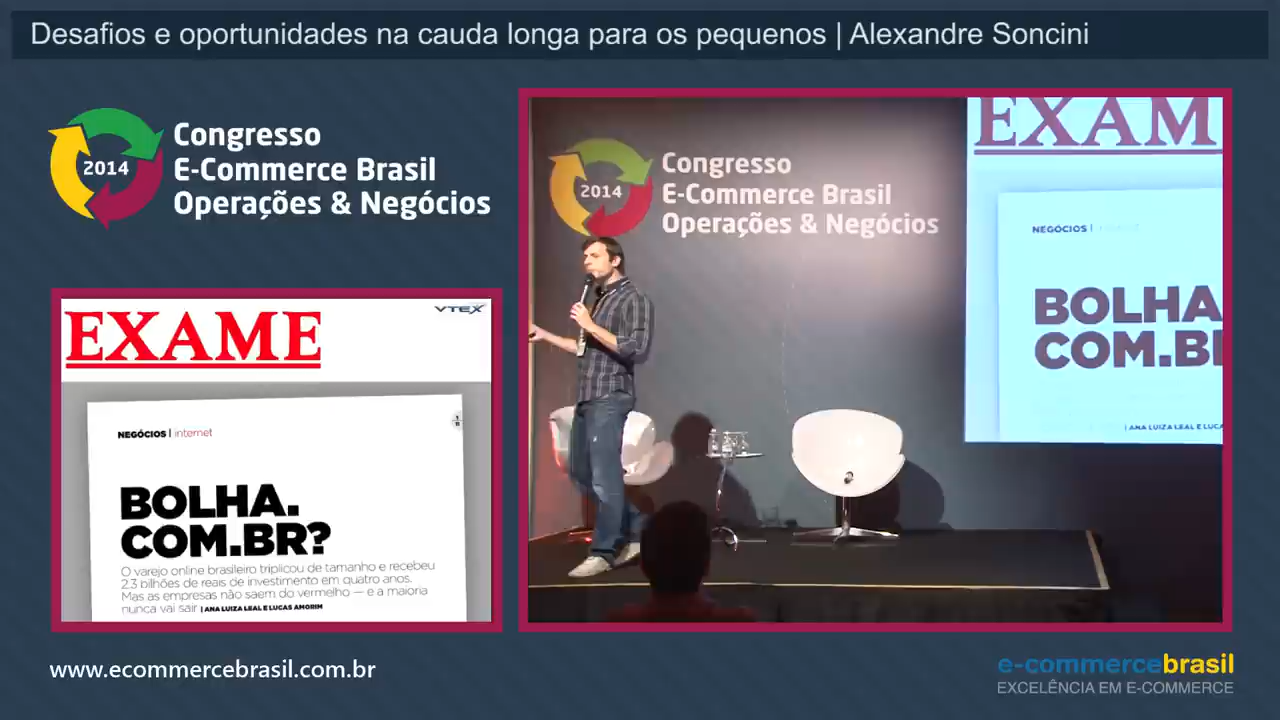 Desafios e oportunidades na cauda longa para os pequenos | Alexandre Soncini
2014
Congresso
E-Commerce Brasil
Operações & Negócios
VTEX
EXAME
NEGÓCIOS | internet
BOLHA.
COM.BR?
O varejo online brasileiro triplicou de tamanho e recebeu
2,3 bilhões de reais de investimento em quatro anos.
Mas as empresas não saem do vermelho — e a maioria
nunca vai sair | ANA LUIZA LEAL E LUCAS AMORIM
2014
Congresso
E-Commerce Brasil
Operações & Negócios
EXAM
NEGÓCIOS |
BOLHA
COM.BR
| ANA LUIZA LEAL E LUCA
www.ecommercebrasil.com.br
e-commercebrasil
EXCELÊNCIA EM E-COMMERCE